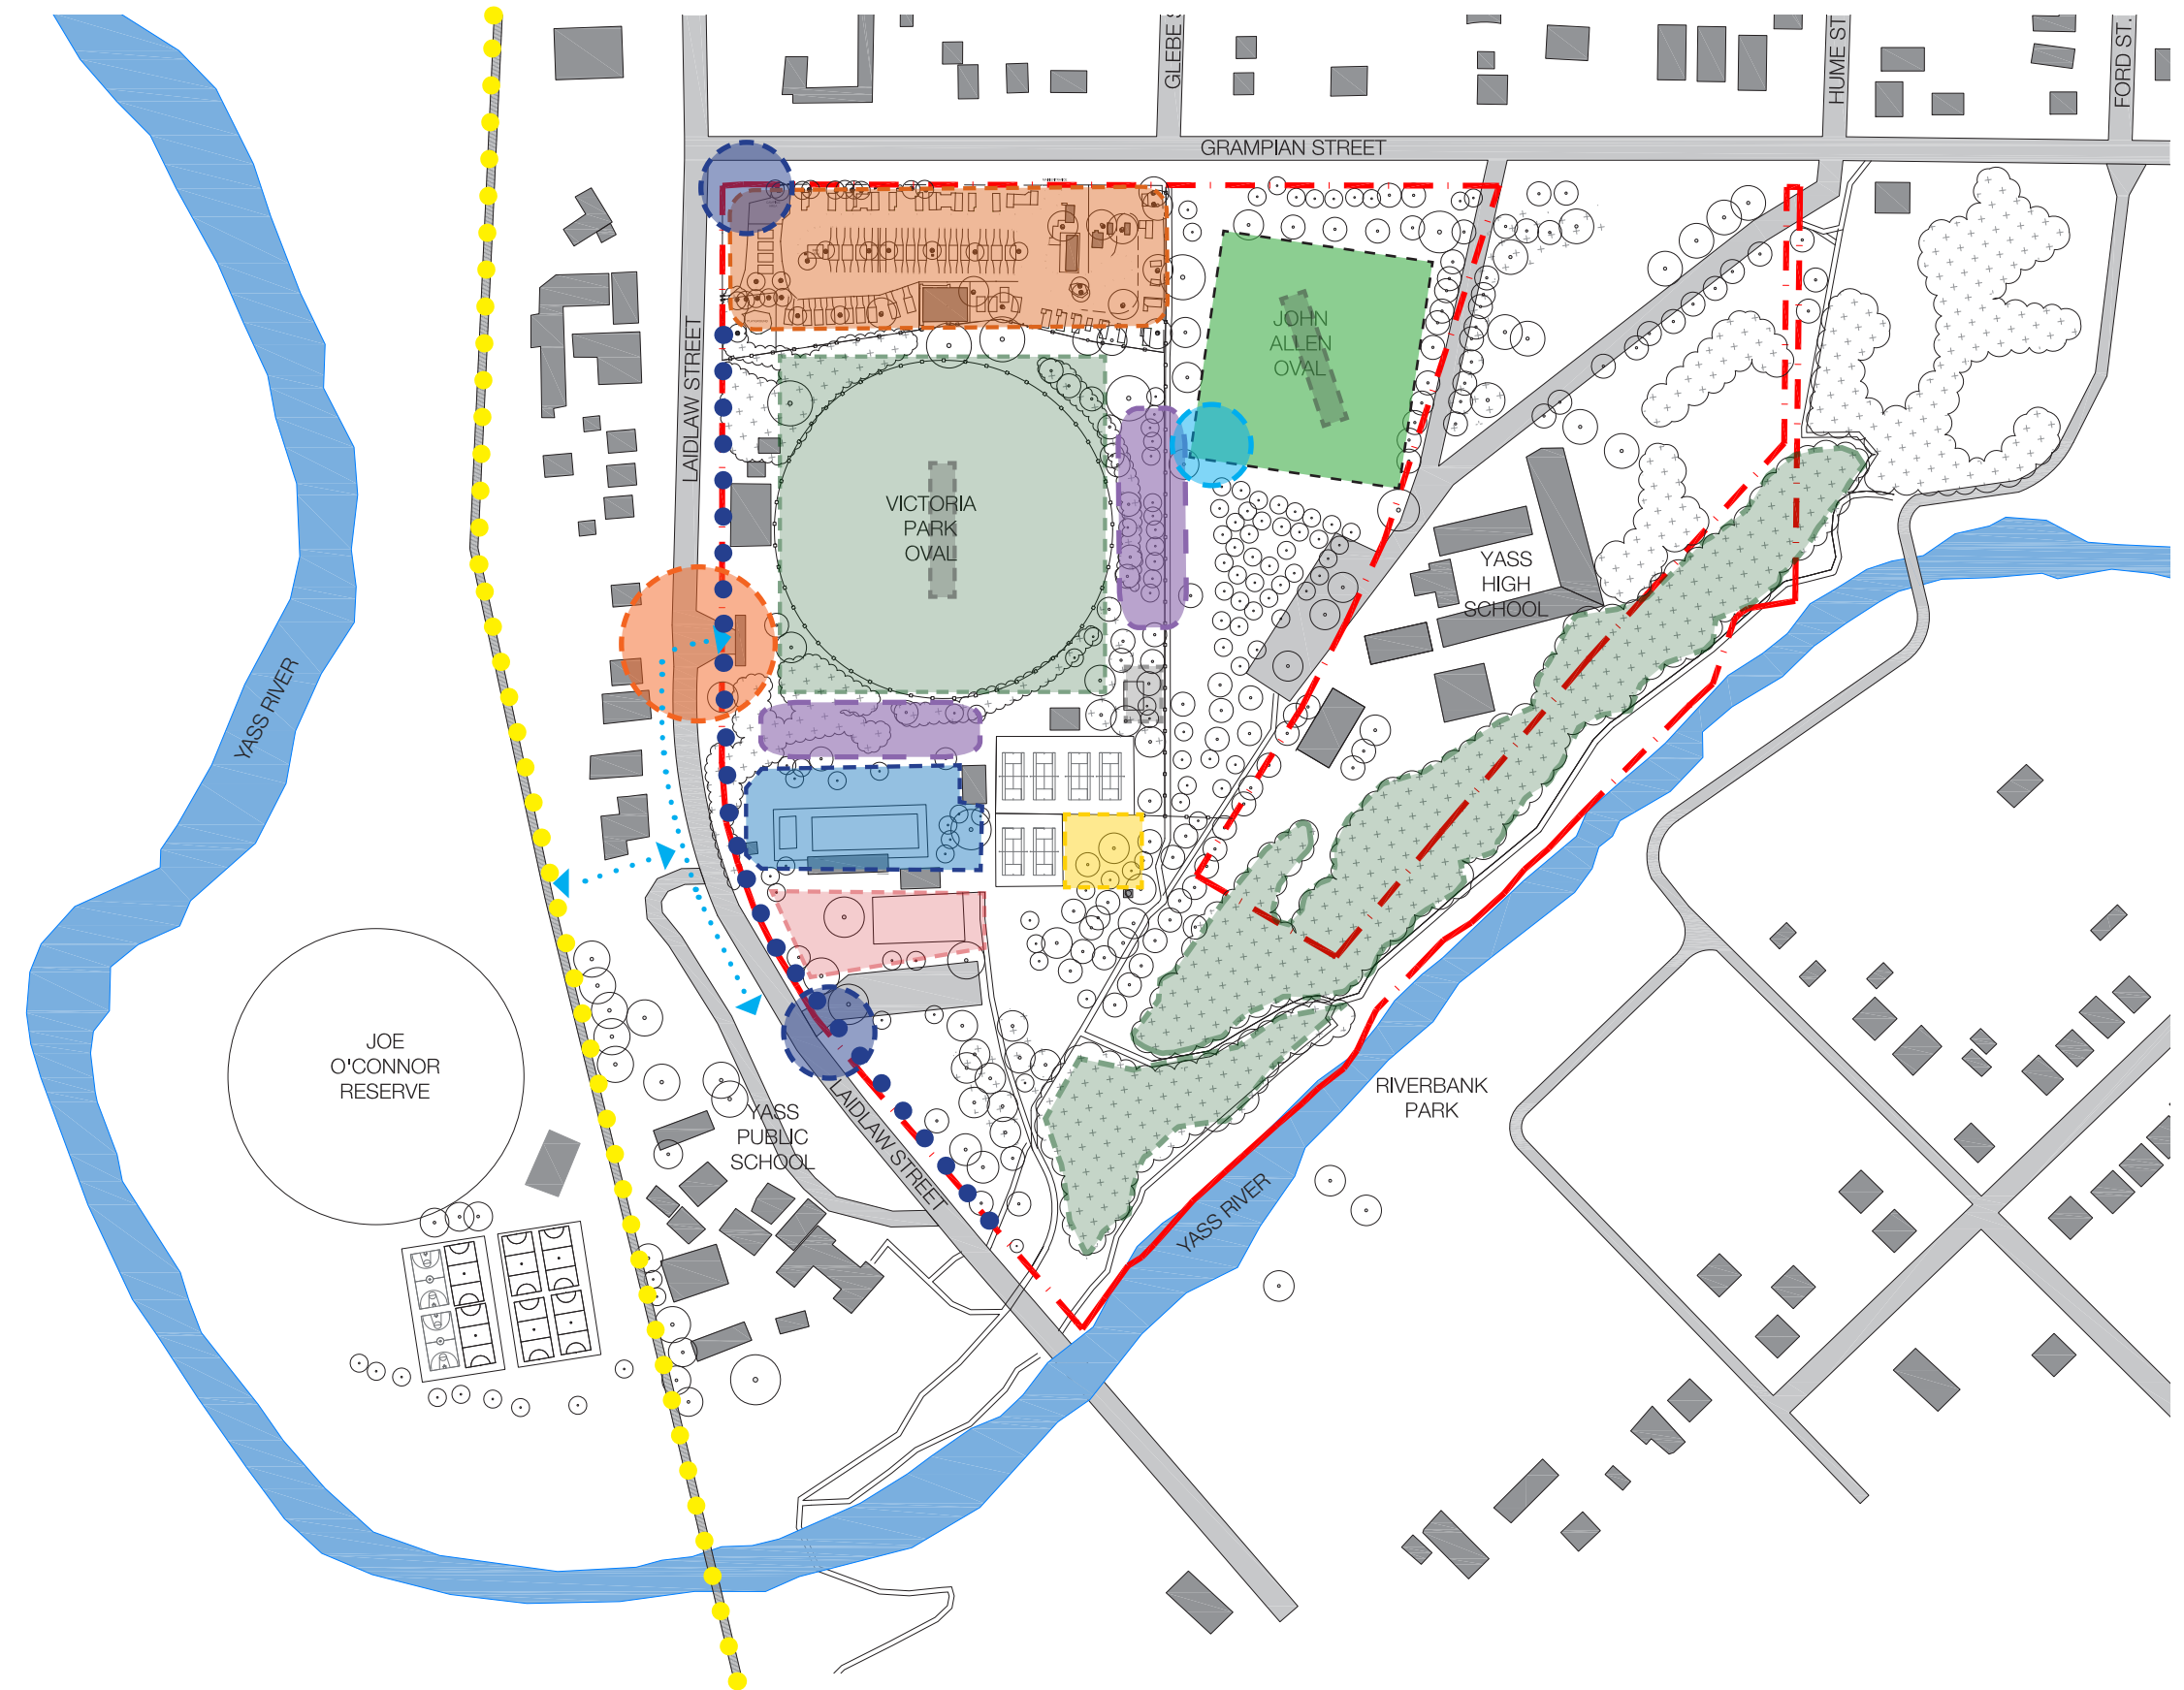 GLEBE S
HUME ST
FORD ST.
GRAMPIAN STREET
LAIDLAW STREET
JOHN
ALLEN
OVAL
VICTORIA
PARK
OVAL
YASS
HIGH
SCHOOL
YASS RIVER
JOE
O'CONNOR
RESERVE
YASS
PUBLIC
SCHOOL
LAIDLAW STREET
RIVERBANK
PARK
YASS RIVER